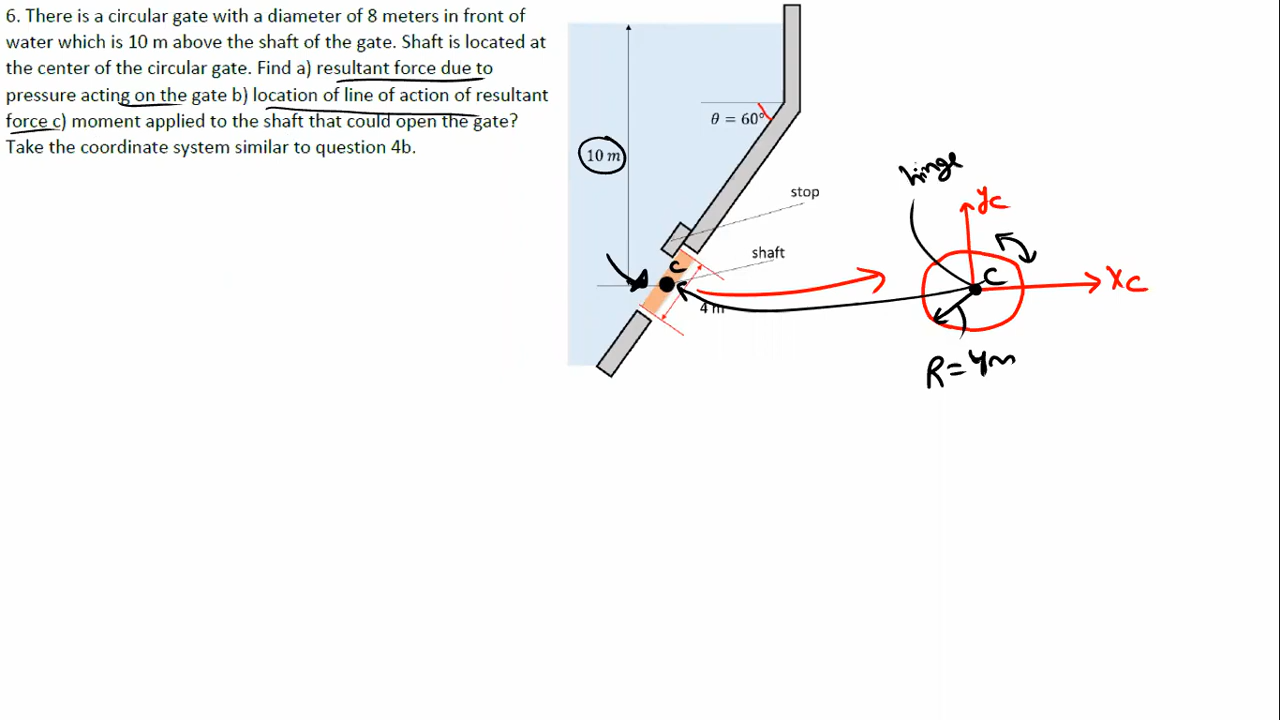 6. There is a circular gate with a diameter of 8 meters in front of
water which is 10 m above the shaft of the gate. Shaft is located at
the center of the circular gate. Find a) resultant force due to
pressure acting on the gate b) location of line of action of resultant
force c) moment applied to the shaft that could open the gate?
Take the coordinate system similar to question 4b.
θ = 60°
10 m
stop
shaft
C
4 m
hinge
yc
C
xc
R=4m